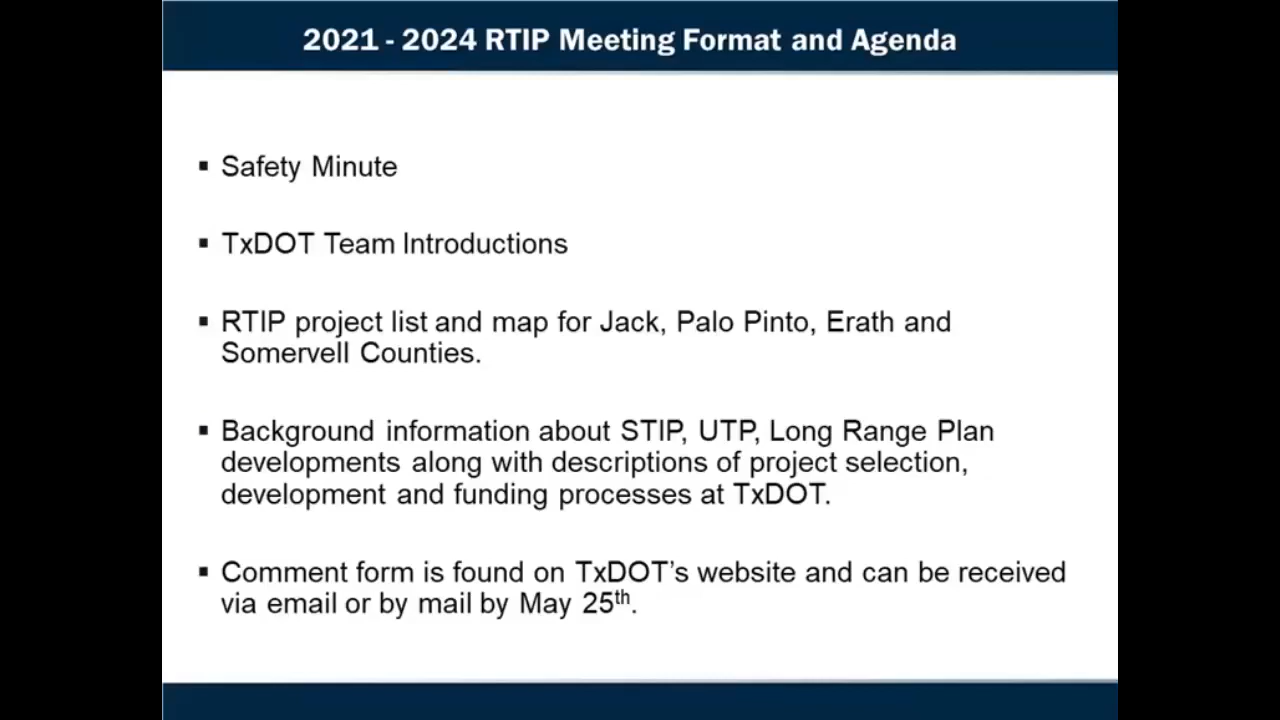 2021 - 2024 RTIP Meeting Format and Agenda
▪ Safety Minute
▪ TxDOT Team Introductions
▪ RTIP project list and map for Jack, Palo Pinto, Erath and
Somervell Counties.
▪ Background information about STIP, UTP, Long Range Plan
developments along with descriptions of project selection,
development and funding processes at TxDOT.
▪ Comment form is found on TxDOT’s website and can be received
via email or by mail by May 25th.